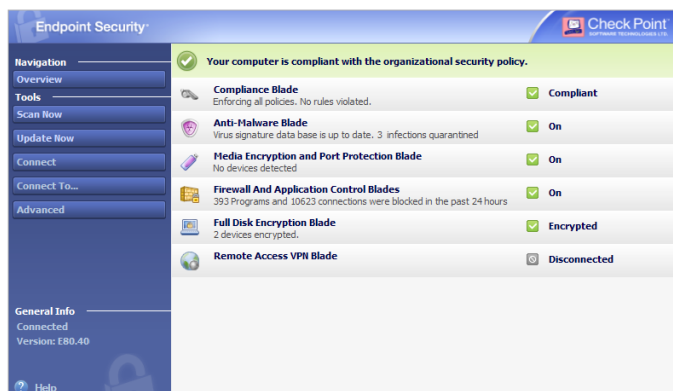 Endpoint Security
Check Point
SOFTWARE TECHNOLOGIES LTD.
Navigation
Overview
Tools
Scan Now
Update Now
Connect
Connect To...
Advanced
General Info
Connected
Version: E80.40
Help
Your computer is compliant with the organizational security policy.
Compliance Blade
Enforcing all policies. No rules violated.
Compliant
Anti-Malware Blade
Virus signature data base is up to date. 3 infections quarantined
On
Media Encryption and Port Protection Blade
No devices detected
On
Firewall And Application Control Blades
393 Programs and 10623 connections were blocked in the past 24 hours
On
Full Disk Encryption Blade
2 devices encrypted.
Encrypted
Remote Access VPN Blade
Disconnected